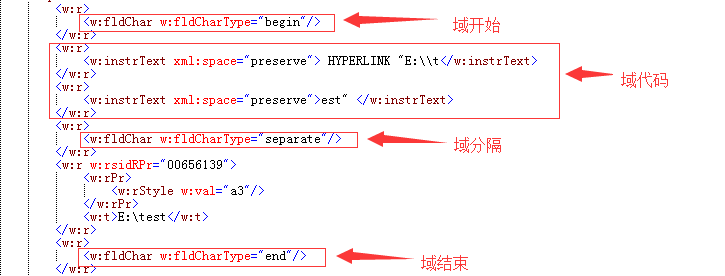 <w:r>
<w:fldChar w:fldCharType="begin"/>
域开始
</w:r>
<w:r>
<w:instrText xml:space="preserve"> HYPERLINK "E:\\t</w:instrText>
</w:r>
域代码
<w:r>
<w:instrText xml:space="preserve">est" </w:instrText>
</w:r>
<w:r>
<w:fldChar w:fldCharType="separate"/>
域分隔
</w:r>
<w:r w:rsidRPr="00656139">
<w:rPr>
<w:rStyle w:val="a3"/>
</w:rPr>
<w:t>E:\test</w:t>
</w:r>
<w:r>
<w:fldChar w:fldCharType="end"/>
域结束
</w:r>